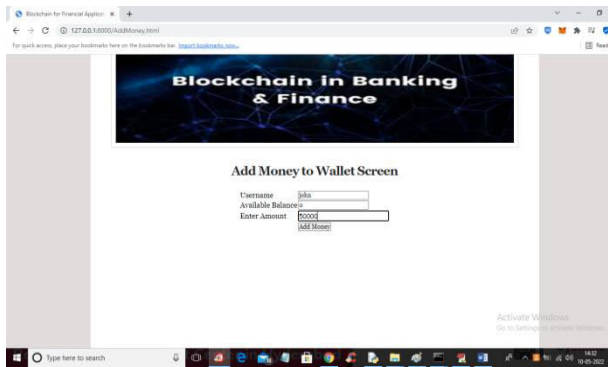 Blockchain for Financial Applicat
127.0.0.1:8000/AddMoney.html
For quick access, place your bookmarks here on the bookmarks bar. Import bookmarks now...
Read
Blockchain in Banking
& Finance
Add Money to Wallet Screen
Username john
Available Balance
Enter Amount 50000
Add Money
Activate Windows
Go to Settings to activate Windows.
Type here to search
14:32
10-05-2022